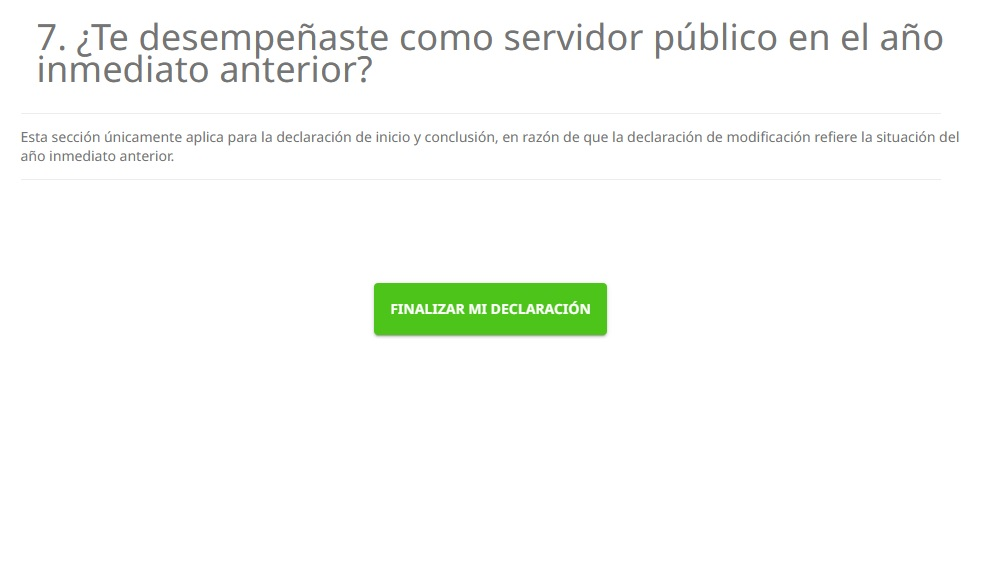 7. ¿Te desempeñaste como servidor público en el año
inmediato anterior?
Esta sección únicamente aplica para la declaración de inicio y conclusión, en razón de que la declaración de modificación refiere la situación del
año inmediato anterior.
FINALIZAR MI DECLARACIÓN